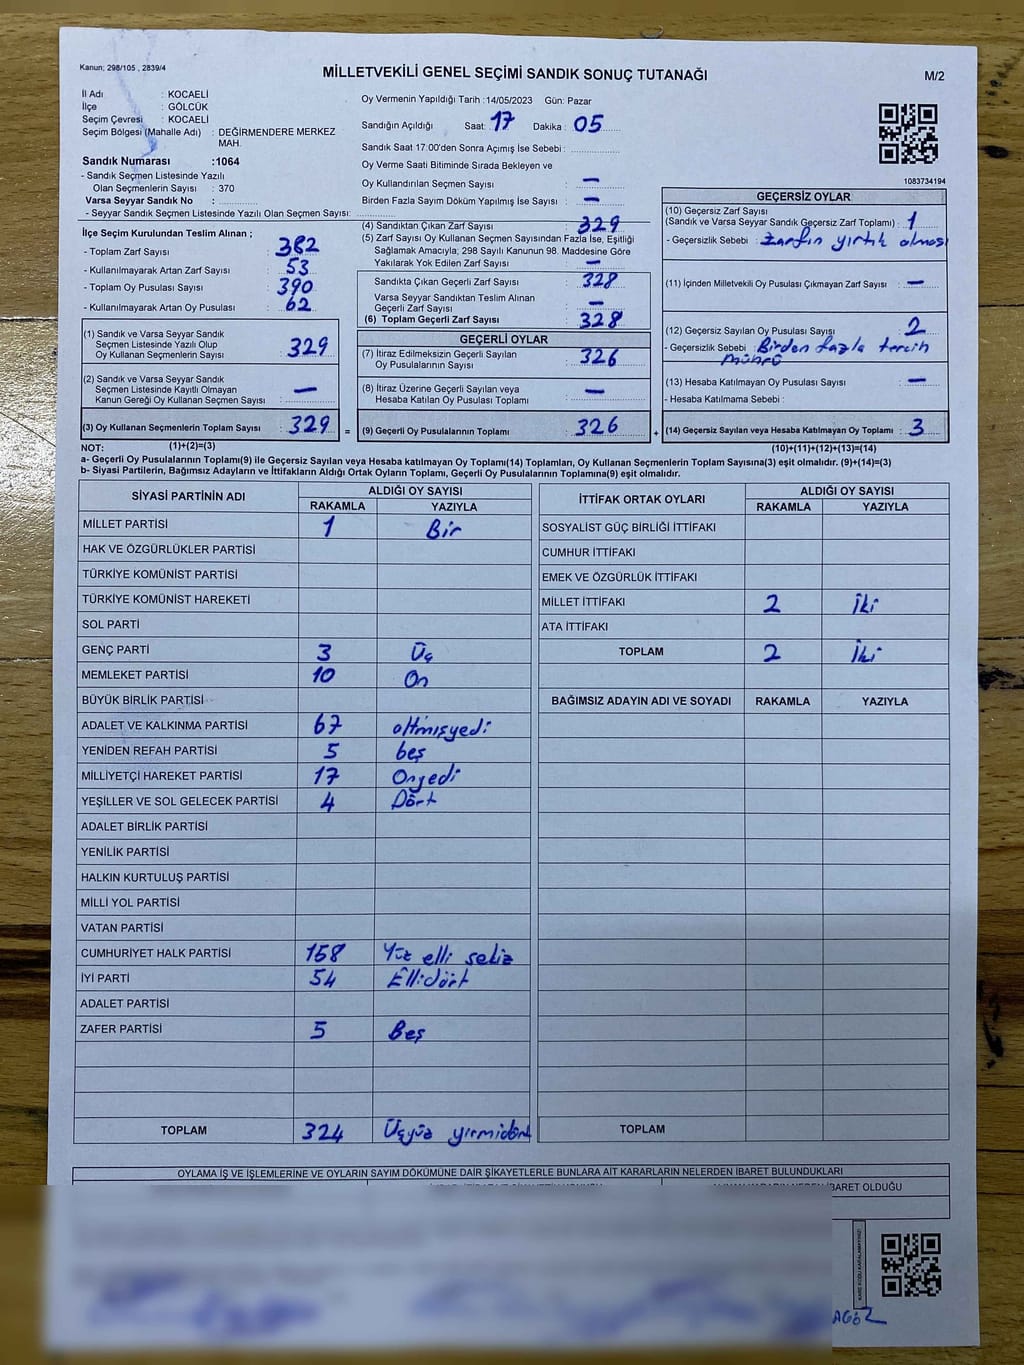 Kanun; 298/105 , 2839/4
MİLLETVEKİLİ GENEL SEÇİMİ SANDIK SONUÇ TUTANAĞI
M/2
İl Adı : KOCAELİ
İlçe : GÖLCÜK
Seçim Çevresi : KOCAELİ
Seçim Bölgesi (Mahalle Adı) : DEĞİRMENDERE MERKEZ
MAH.
Sandık Numarası :1064
- Sandık Seçmen Listesinde Yazılı
Olan Seçmenlerin Sayısı : 370
Varsa Seyyar Sandık No :
- Seyyar Sandık Seçmen Listesinde Yazılı Olan Seçmen Sayısı:
Oy Vermenin Yapıldığı Tarih :14/05/2023 Gün: Pazar
Sandığın Açıldığı Saat: 17 Dakika : 05
Sandık Saat 17:00'den Sonra Açımış İse Sebebi :
Oy Verme Saati Bitiminde Sırada Bekleyen ve
Oy Kullandırılan Seçmen Sayısı : —
Birden Fazla Sayım Döküm Yapılmış İse Sayısı : —
1083734194
İlçe Seçim Kurulundan Teslim Alınan ;
- Toplam Zarf Sayısı : 382
- Kullanılmayarak Artan Zarf Sayısı : 53
- Toplam Oy Pusulası Sayısı : 390
- Kullanılmayarak Artan Oy Pusulası : 62
(1) Sandık ve Varsa Seyyar Sandık
Seçmen Listesinde Yazılı Olup
Oy Kullanan Seçmenlerin Sayısı : 329
(2) Sandık ve Varsa Seyyar Sandık
Seçmen Listesinde Kayıtlı Olmayan
Kanun Gereği Oy Kullanan Seçmen Sayısı : —
(3) Oy Kullanan Seçmenlerin Toplam Sayısı : 329
(4) Sandıktan Çıkan Zarf Sayısı : 329
(5) Zarf Sayısı Oy Kullanan Seçmen Sayısından Fazla İse, Eşitliği
Sağlamak Amacıyla; 298 Sayılı Kanunun 98. Maddesine Göre
Yakılarak Yok Edilen Zarf Sayısı : —
Sandıkta Çıkan Geçerli Zarf Sayısı : 328
Varsa Seyyar Sandıktan Teslim Alınan
Geçerli Zarf Sayısı : —
(6) Toplam Geçerli Zarf Sayısı : 328
GEÇERLİ OYLAR
(7) İtiraz Edilmeksizin Geçerli Sayılan
Oy Pusulalarının Sayısı : 326
(8) İtiraz Üzerine Geçerli Sayılan veya
Hesaba Katılan Oy Pusulası Toplamı : —
= (9) Geçerli Oy Pusulalarının Toplamı : 326
GEÇERSİZ OYLAR
(10) Geçersiz Zarf Sayısı
(Sandık ve Varsa Seyyar Sandık Geçersiz Zarf Toplamı) : 1
- Geçersizlik Sebebi : Zarfın yırtık olması
(11) İçinden Milletvekili Oy Pusulası Çıkmayan Zarf Sayısı : —
(12) Geçersiz Sayılan Oy Pusulası Sayısı : 2
- Geçersizlik Sebebi : Birden fazla tercih
mührü
(13) Hesaba Katılmayan Oy Pusulası Sayısı : —
- Hesaba Katılmama Sebebi :
+ (14) Geçersiz Sayılan veya Hesaba Katılmayan Oy Toplamı : 3
NOT: (1)+(2)=(3) (10)+(11)+(12)+(13)=(14)
a- Geçerli Oy Pusulalarının Toplamı(9) ile Geçersiz Sayılan veya Hesaba katılmayan Oy Toplamı(14) Toplamları, Oy Kullanan Seçmenlerin Toplam Sayısına(3) eşit olmalıdır. (9)+(14)=(3)
b- Siyasi Partilerin, Bağımsız Adayların ve İttifakların Aldığı Ortak Oyların Toplamı, Geçerli Oy Pusulalarının Toplamına(9) eşit olmalıdır.
SİYASİ PARTİNİN ADI ALDIĞI OY SAYISI
RAKAMLA YAZIYLA
MİLLET PARTİSİ 1 Bir
HAK VE ÖZGÜRLÜKLER PARTİSİ
TÜRKİYE KOMÜNİST PARTİSİ
TÜRKİYE KOMÜNİST HAREKETİ
SOL PARTİ
GENÇ PARTİ 3 Üç
MEMLEKET PARTİSİ 10 On
BÜYÜK BİRLİK PARTİSİ
ADALET VE KALKINMA PARTİSİ 67 altmışyedi
YENİDEN REFAH PARTİSİ 5 beş
MİLLİYETÇİ HAREKET PARTİSİ 17 Onyedi
YEŞİLLER VE SOL GELECEK PARTİSİ 4 Dört
ADALET BİRLİK PARTİSİ
YENİLİK PARTİSİ
HALKIN KURTULUŞ PARTİSİ
MİLLİ YOL PARTİSİ
VATAN PARTİSİ
CUMHURİYET HALK PARTİSİ 158 Yüz elli sekiz
İYİ PARTİ 54 Ellidört
ADALET PARTİSİ
ZAFER PARTİSİ 5 Beş
TOPLAM 324 Üçyüz yirmidört
İTTİFAK ORTAK OYLARI ALDIĞI OY SAYISI
RAKAMLA YAZIYLA
SOSYALİST GÜÇ BİRLİĞİ İTTİFAKI
CUMHUR İTTİFAKI
EMEK VE ÖZGÜRLÜK İTTİFAKI
MİLLET İTTİFAKI 2 İki
ATA İTTİFAKI
TOPLAM 2 İki
BAĞIMSIZ ADAYIN ADI VE SOYADI RAKAMLA YAZIYLA
TOPLAM
OYLAMA İŞ VE İŞLEMLERİNE VE OYLARIN SAYIM DÖKÜMÜNE DAİR ŞİKAYETLERLE BUNLARA AİT KARARLARIN NELERDEN İBARET BULUNDUKLARI
İBARET OLDUĞU
KARE KODU KARALAMAYINIZ!